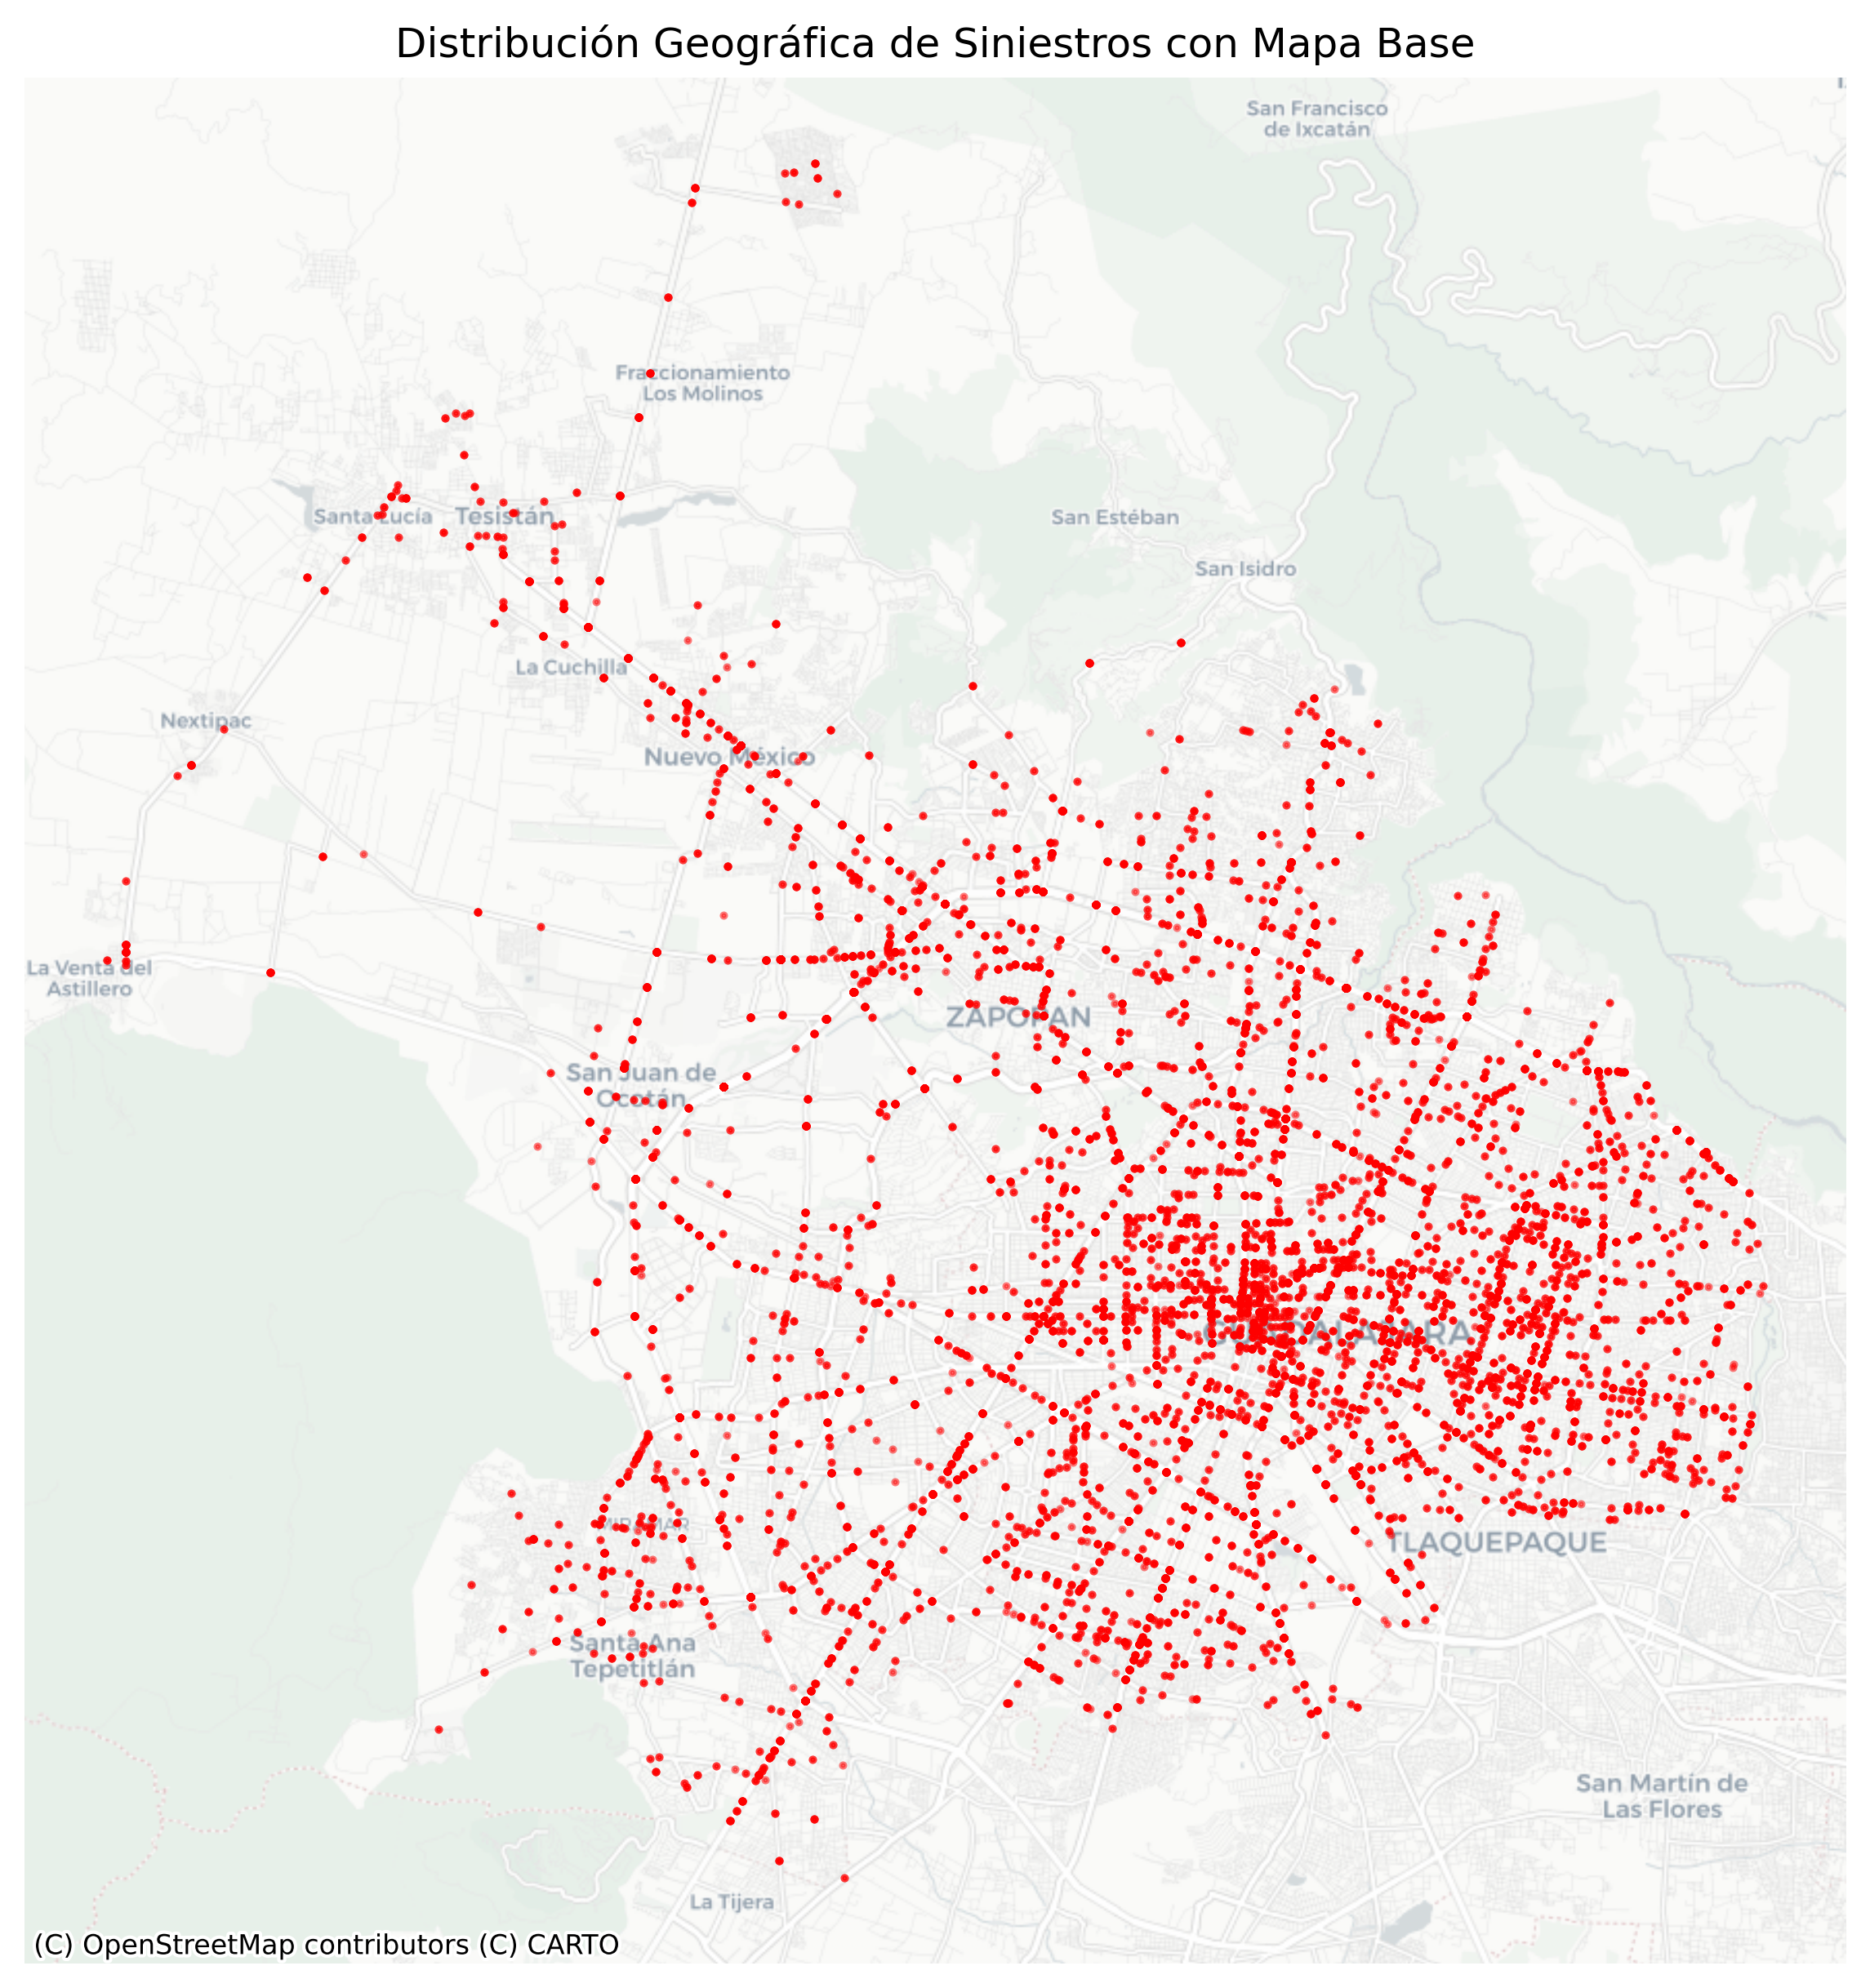 Distribución Geográfica de Siniestros con Mapa Base
San Francisco
de Ixcatán
Fraccionamiento
Los Molinos
Santa Lucía
Tesistán
San Estéban
San Isidro
La Cuchilla
Nextipac
Nuevo México
La Venta del
Astillero
ZAPOPAN
San Juan de
Ocotán
GUADALAJARA
MIRAMAR
TLAQUEPAQUE
Santa Ana
Tepetitlán
San Martín de
Las Flores
La Tijera
(C) OpenStreetMap contributors (C) CARTO